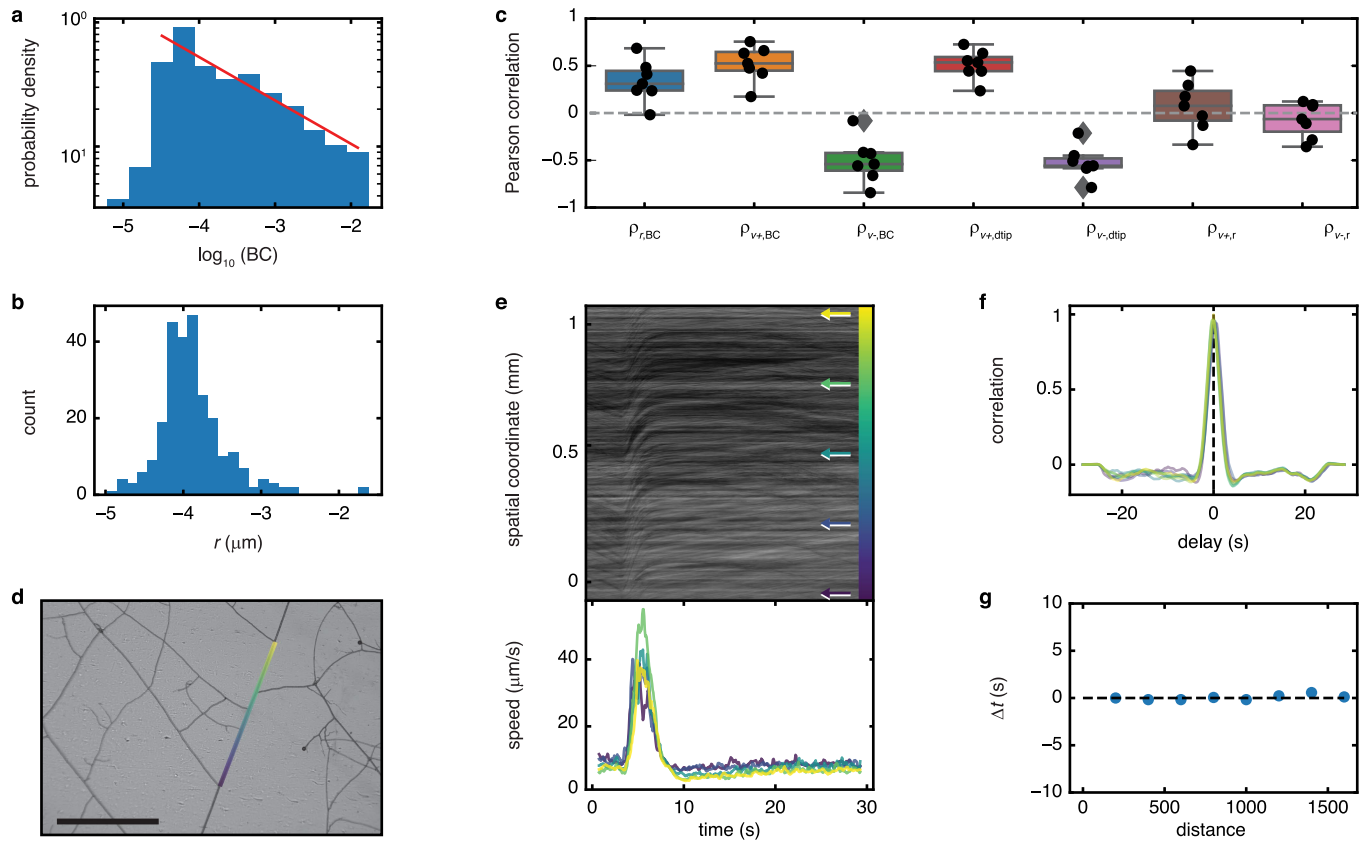 a
probability density
10⁰
10¹
−5 −4 −3 −2
log₁₀ (BC)
b
count
40
20
0
−5 −4 −3 −2
r (μm)
c
Pearson correlation
1
0.5
0
−0.5
−1
ρr,BC ρv+,BC ρv-,BC ρv+,dtip ρv-,dtip ρv+,r ρv-,r
d
e
spatial coordinate (mm)
1
0.5
0
speed (μm/s)
40
20
0
0 10 20 30
time (s)
f
correlation
1
0.5
0
−20 0 20
delay (s)
g
Δt (s)
10
5
0
−5
−10
0 500 1000 1500
distance